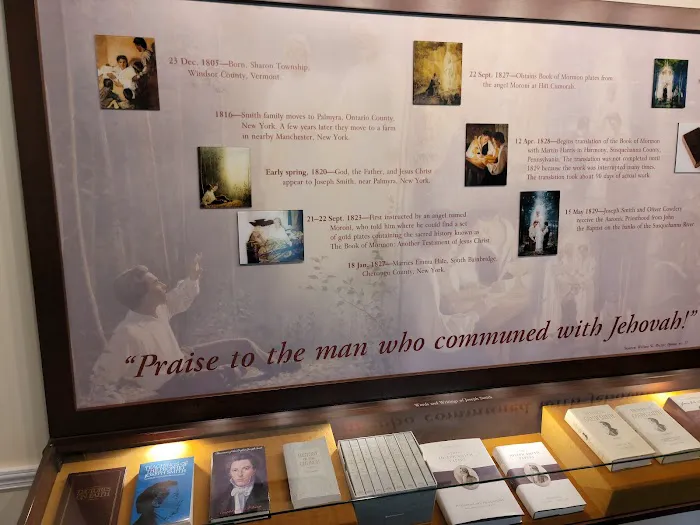 23 Dec. 1805—Born, Sharon Township,
Windsor County, Vermont.
1816—Smith family moves to Palmyra, Ontario County,
New York. A few years later they move to a farm
in nearby Manchester, New York.
Early spring, 1820—God, the Father, and Jesus Christ
appear to Joseph Smith, near Palmyra, New York.
21–22 Sept. 1823—First instructed by an angel named
Moroni, who told him where he could find a set
of gold plates containing the sacred history known as
The Book of Mormon: Another Testament of Jesus Christ
18 Jan. 1827—Marries Emma Hale, South Bainbridge,
Chenango County, New York.
22 Sept. 1827—Obtains Book of Mormon plates from
the angel Moroni at Hill Cumorah.
12 Apr. 1828—Begins translation of the Book of Mormon
with Martin Harris in Harmony, Susquehanna County,
Pennsylvania. The translation was not completed until
1829 because the work was interrupted many times.
The translation took about 90 days of actual work.
15 May 1829—Joseph Smith and Oliver Cowdery
receive the Aaronic Priesthood from John
the Baptist on the banks of the Susquehanna River
“Praise to the man who communed with Jehovah!”
Words and Writings of Joseph Smith